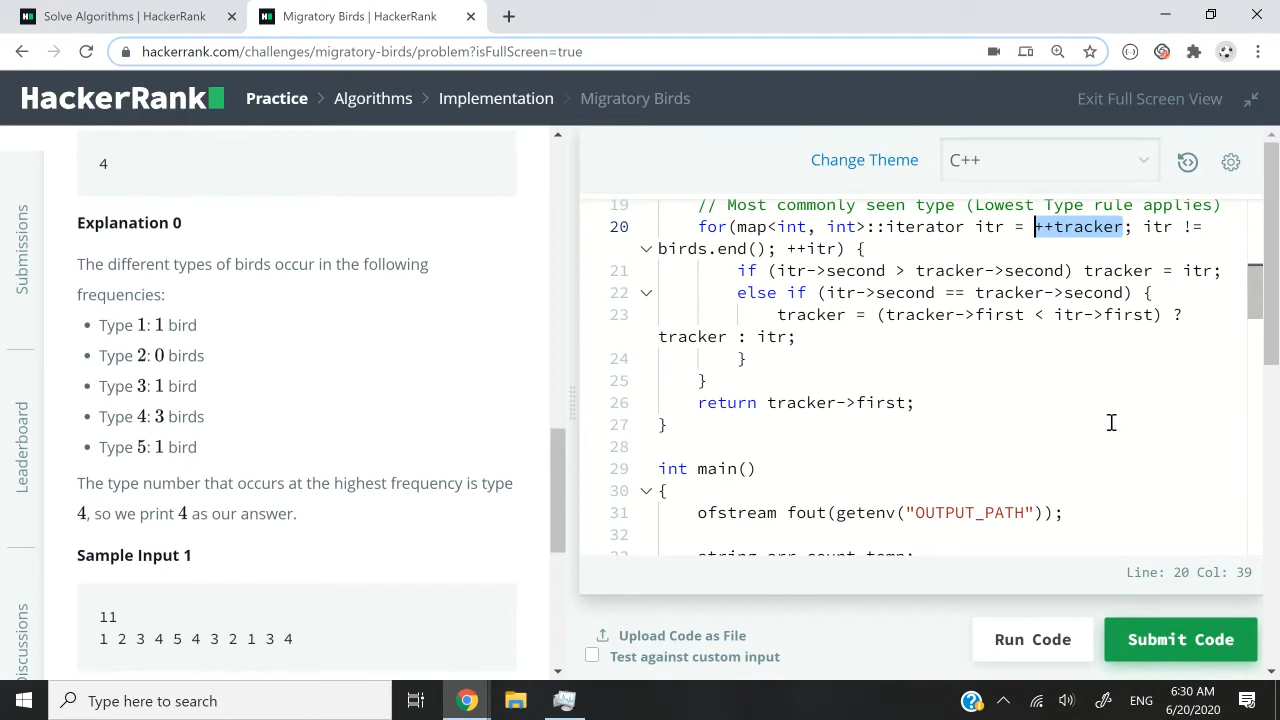 Solve Algorithms | HackerRank
Migratory Birds | HackerRank
hackerrank.com/challenges/migratory-birds/problem?isFullScreen=true
HackerRank
Practice > Algorithms > Implementation > Migratory Birds
Exit Full Screen View
Submissions
Leaderboard
4
Explanation 0
The different types of birds occur in the following
frequencies:
• Type 1: 1 bird
• Type 2: 0 birds
• Type 3: 1 bird
• Type 4: 3 birds
• Type 5: 1 bird
The type number that occurs at the highest frequency is type
4, so we print 4 as our answer.
Sample Input 1
11
1 2 3 4 5 4 3 2 1 3 4
Change Theme
C++
19 // Most commonly seen type (Lowest Type rule applies)
20 for(map<int, int>::iterator itr = ++tracker; itr !=
birds.end(); ++itr) {
21 if (itr->second > tracker->second) tracker = itr;
22 else if (itr->second == tracker->second) {
23 tracker = (tracker->first < itr->first) ?
tracker : itr;
24 }
25 }
26 return tracker->first;
27 }
28
29 int main()
30 {
31 ofstream fout(getenv("OUTPUT_PATH"));
32
Line: 20 Col: 39
Upload Code as File
Test against custom input
Run Code
Submit Code
Type here to search
ENG
6:30 AM
6/20/2020